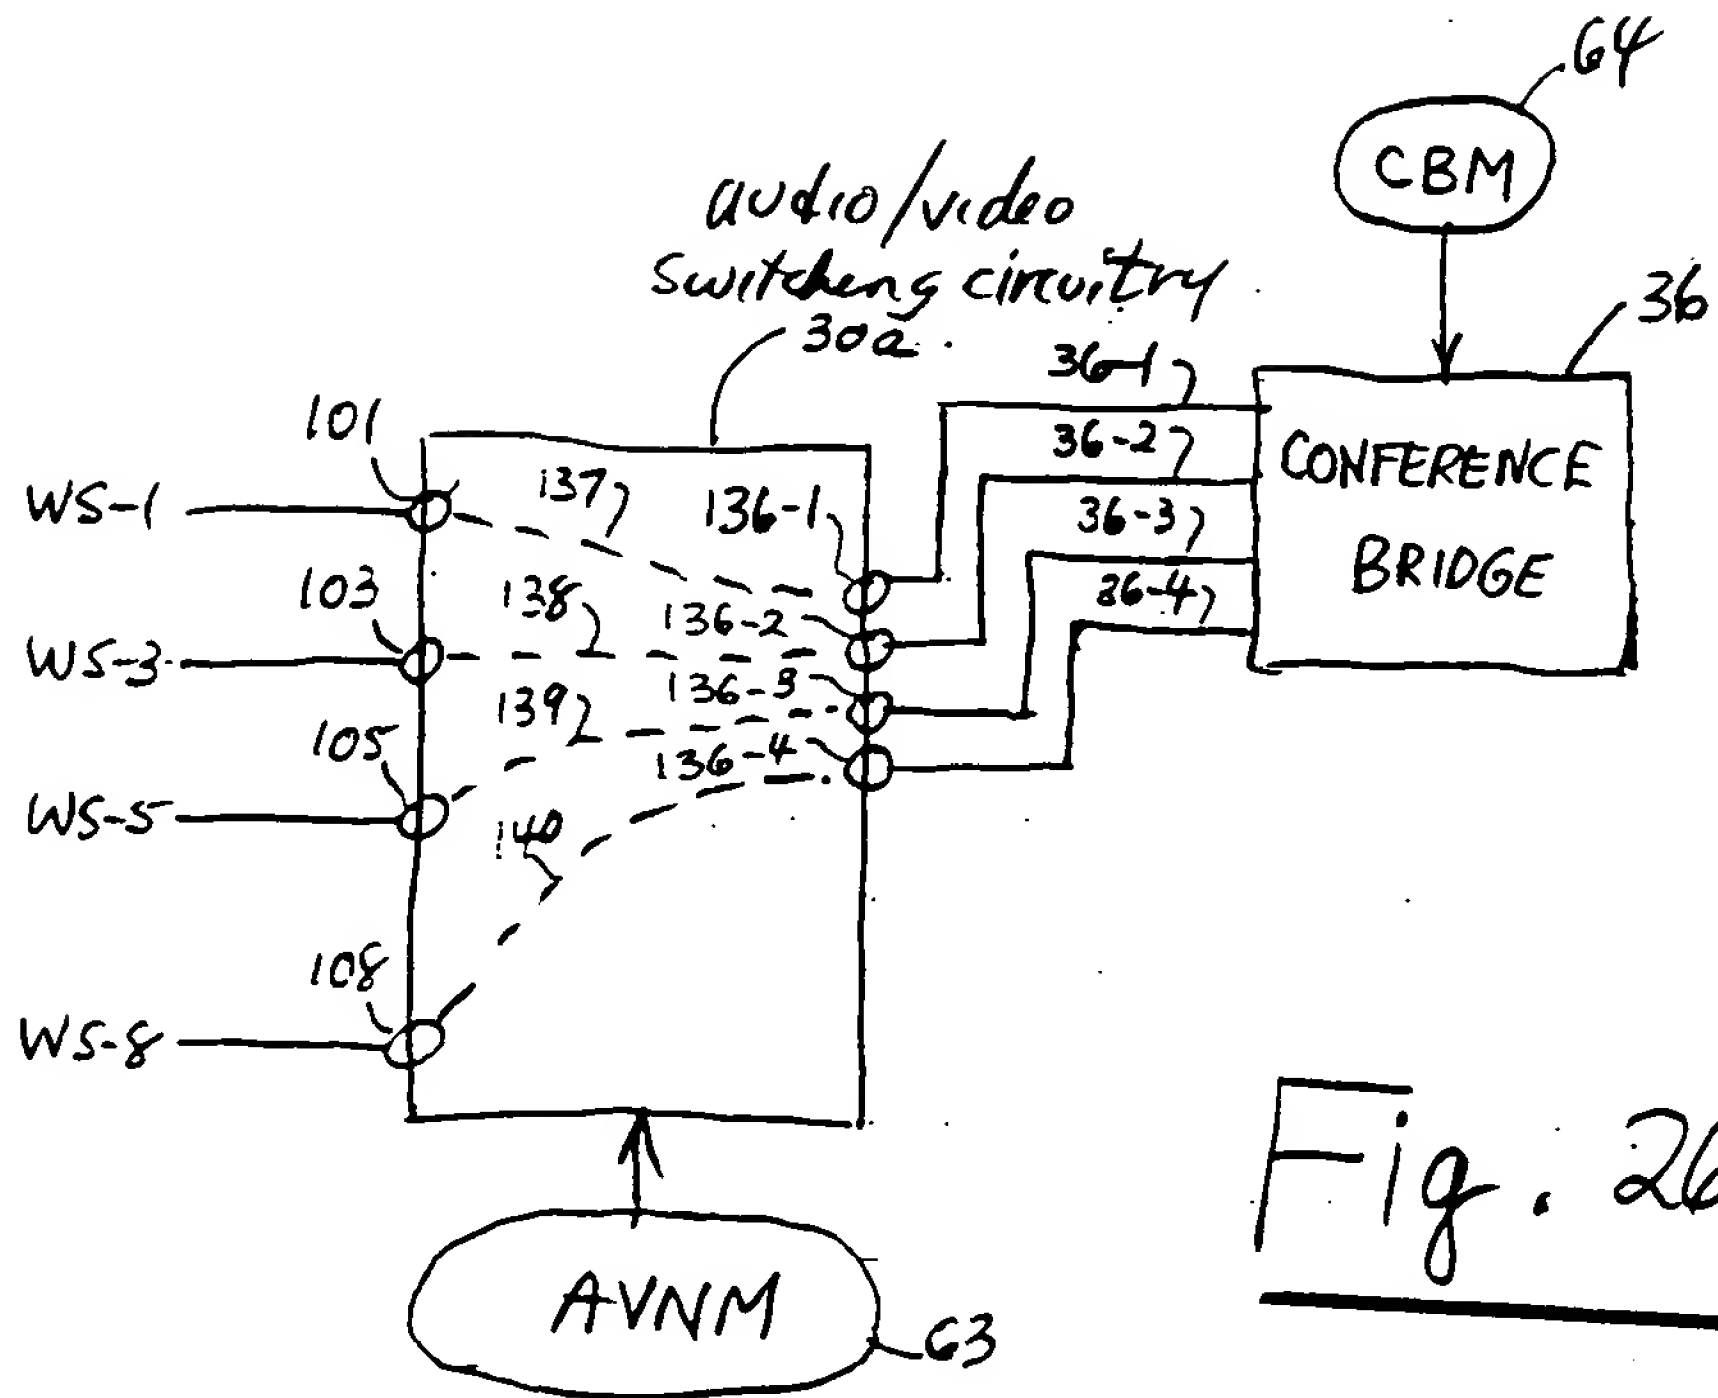 64
CBM
audio/video
switching circuitry
30a
36
36-1
101
137
136-1
36-2
CONFERENCE
BRIDGE
WS-1
36-3
103
138
136-2
36-4
WS-3
139
136-3
105
136-4
WS-5
140
108
WS-8
Fig. 26
AVNM
63